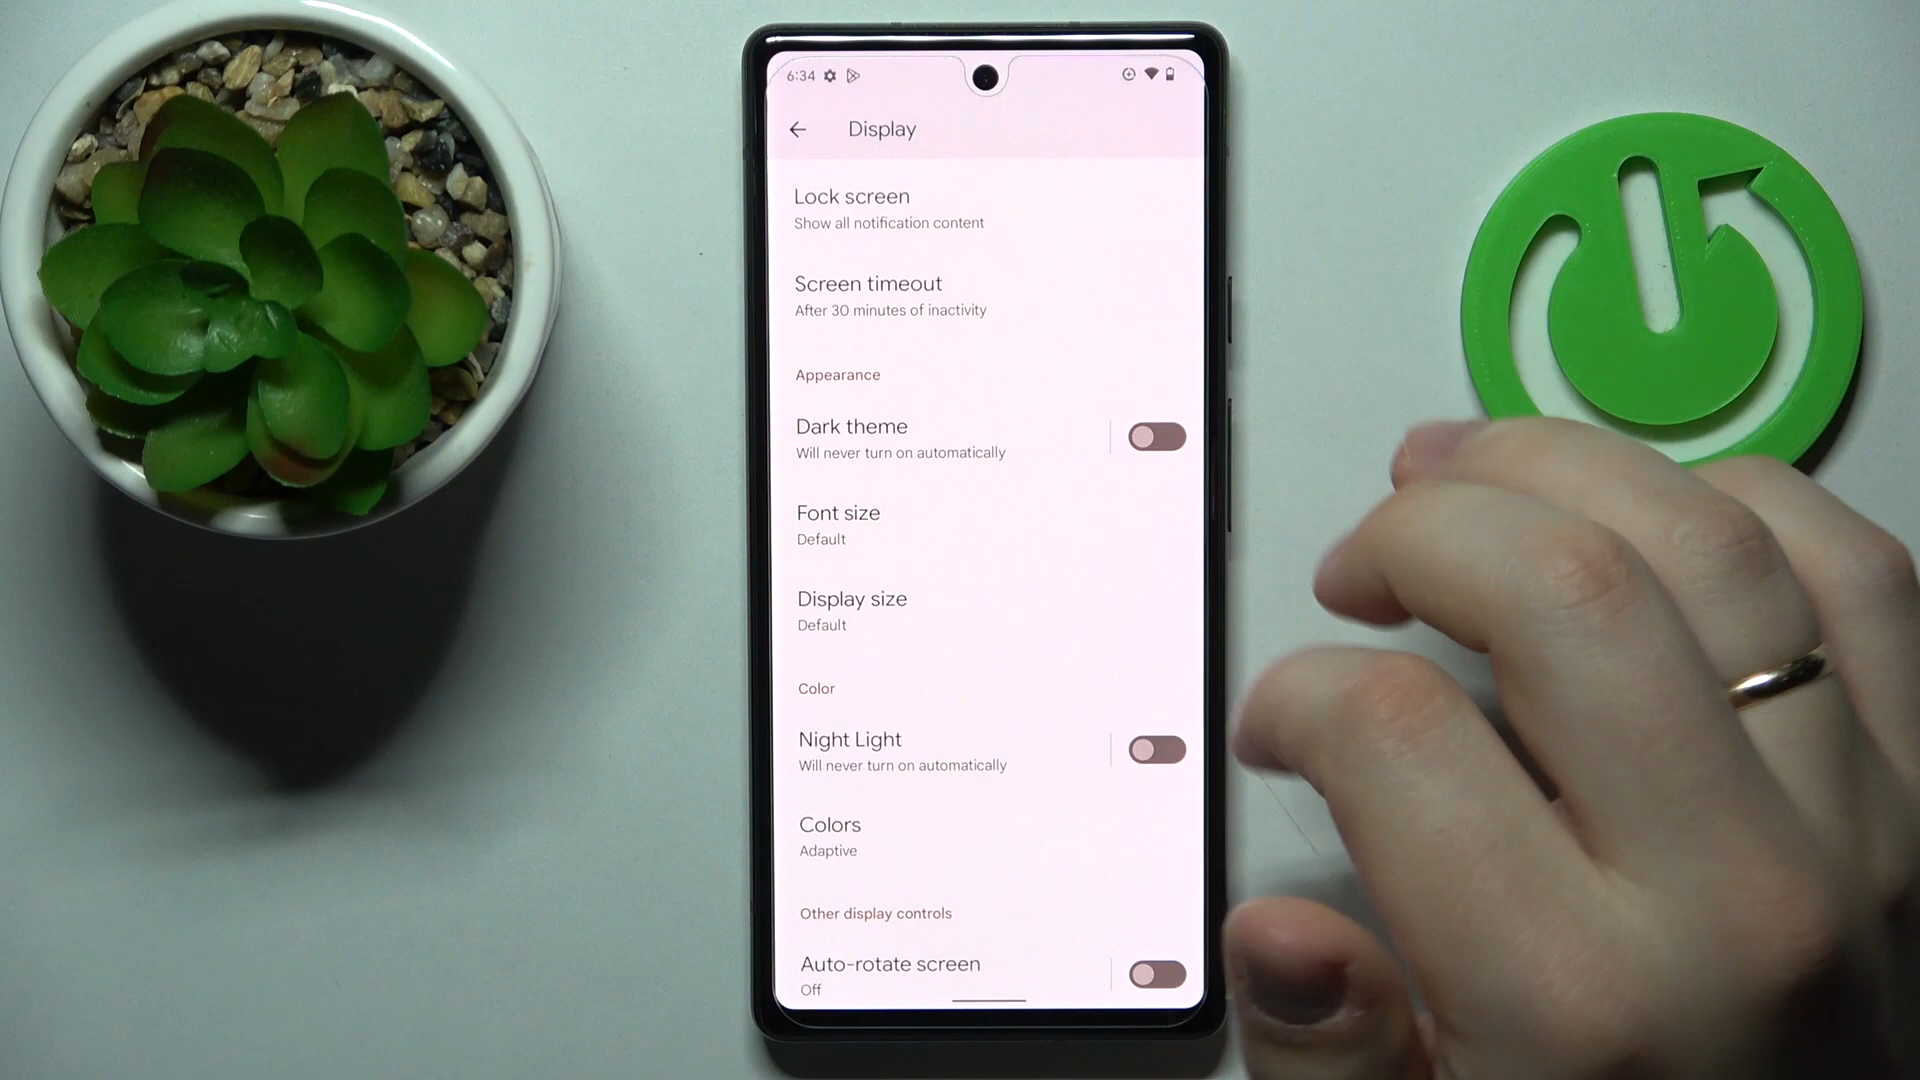 6:34
Display
Lock screen
Show all notification content
Screen timeout
After 30 minutes of inactivity
Appearance
Dark theme
Will never turn on automatically
Font size
Default
Display size
Default
Color
Night Light
Will never turn on automatically
Colors
Adaptive
Other display controls
Auto-rotate screen
Off